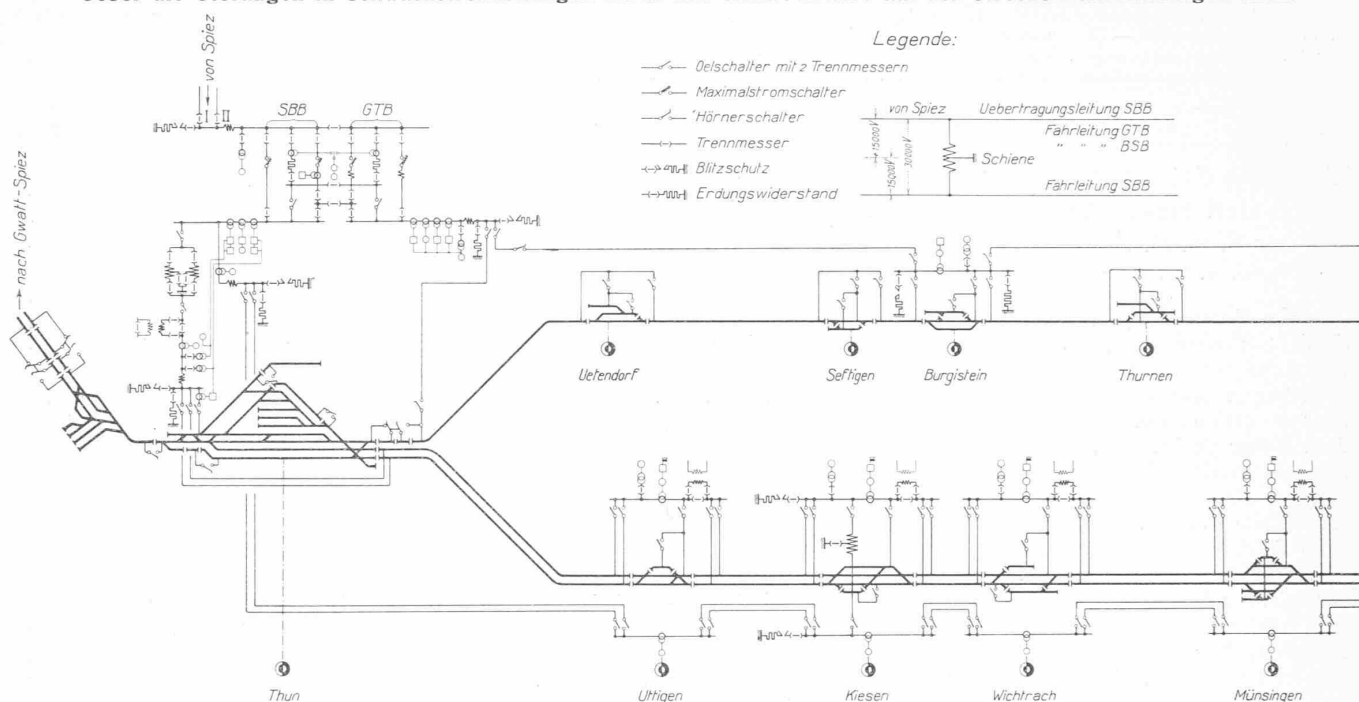 von Spiez
I II
SBB GTB
nach Gwatt-Spiez
Legende:
Oelschalter mit 2 Trennmessern
Maximalstromschalter
Hörnerschalter
Trennmesser
Blitzschutz
Erdungswiderstand
von Spiez Uebertragungsleitung SBB
15000V
30000V
15000V
Fahrleitung GTB
" " " BSB
Schiene
Fahrleitung SBB
Uetendorf Seftigen Burgistein Thurnen
Thun Uttigen Kiesen Wichtrach Münsingen